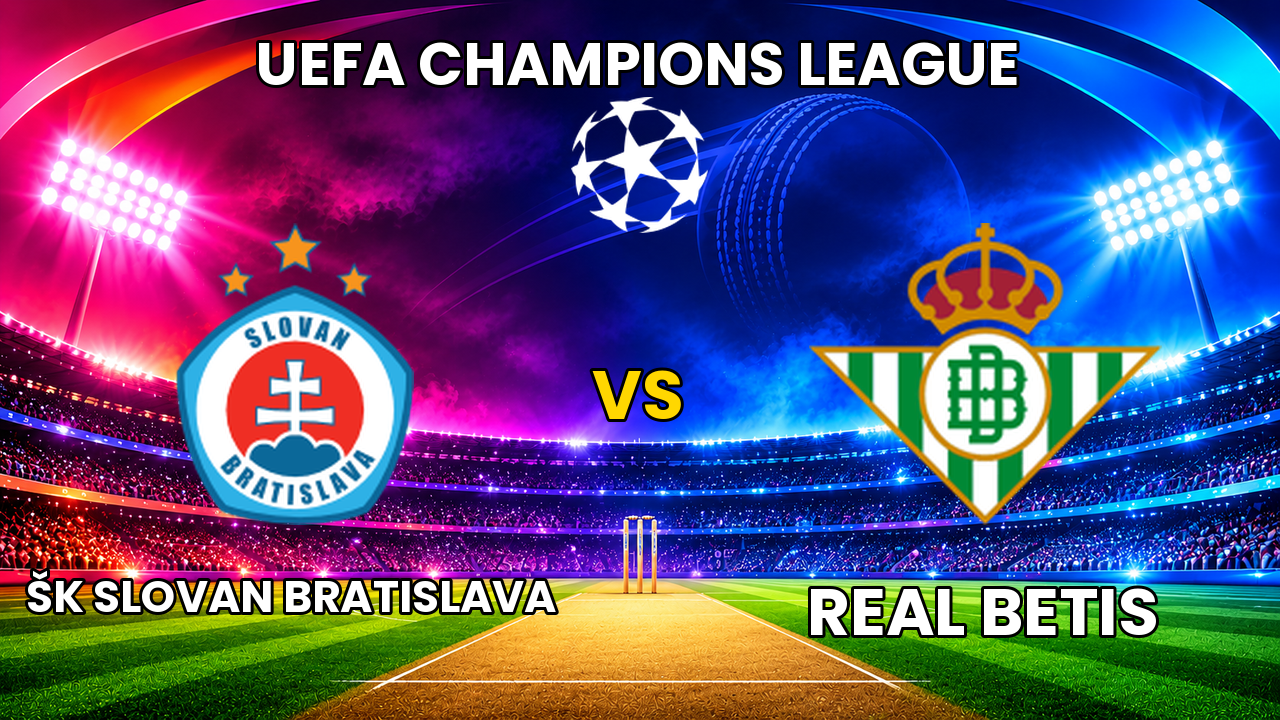 UEFA CHAMPIONS LEAGUE
SLOVAN
BRATISLAVA
VS
ŠK SLOVAN BRATISLAVA
REAL BETIS